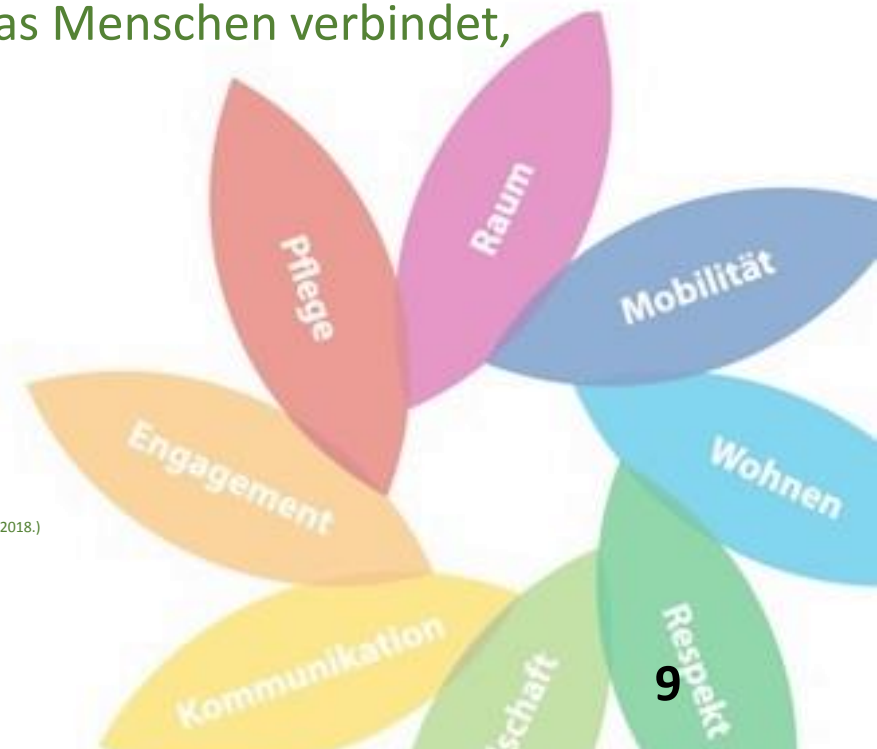 as Menschen verbindet,
Raum
Pflege
Mobilität
Engagement
Wohnen
2018.)
Kommunikation
schaft
Respekt
9